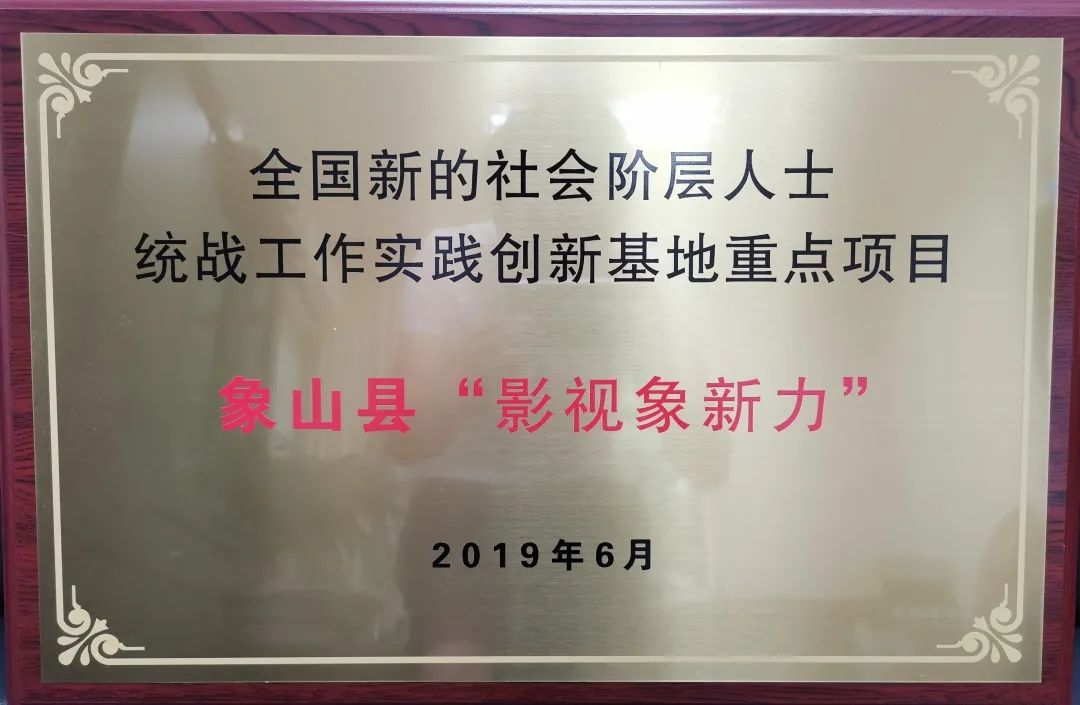 全国新的社会阶层人士
统战工作实践创新基地重点项目
象山县“影视象新力”
2019年6月